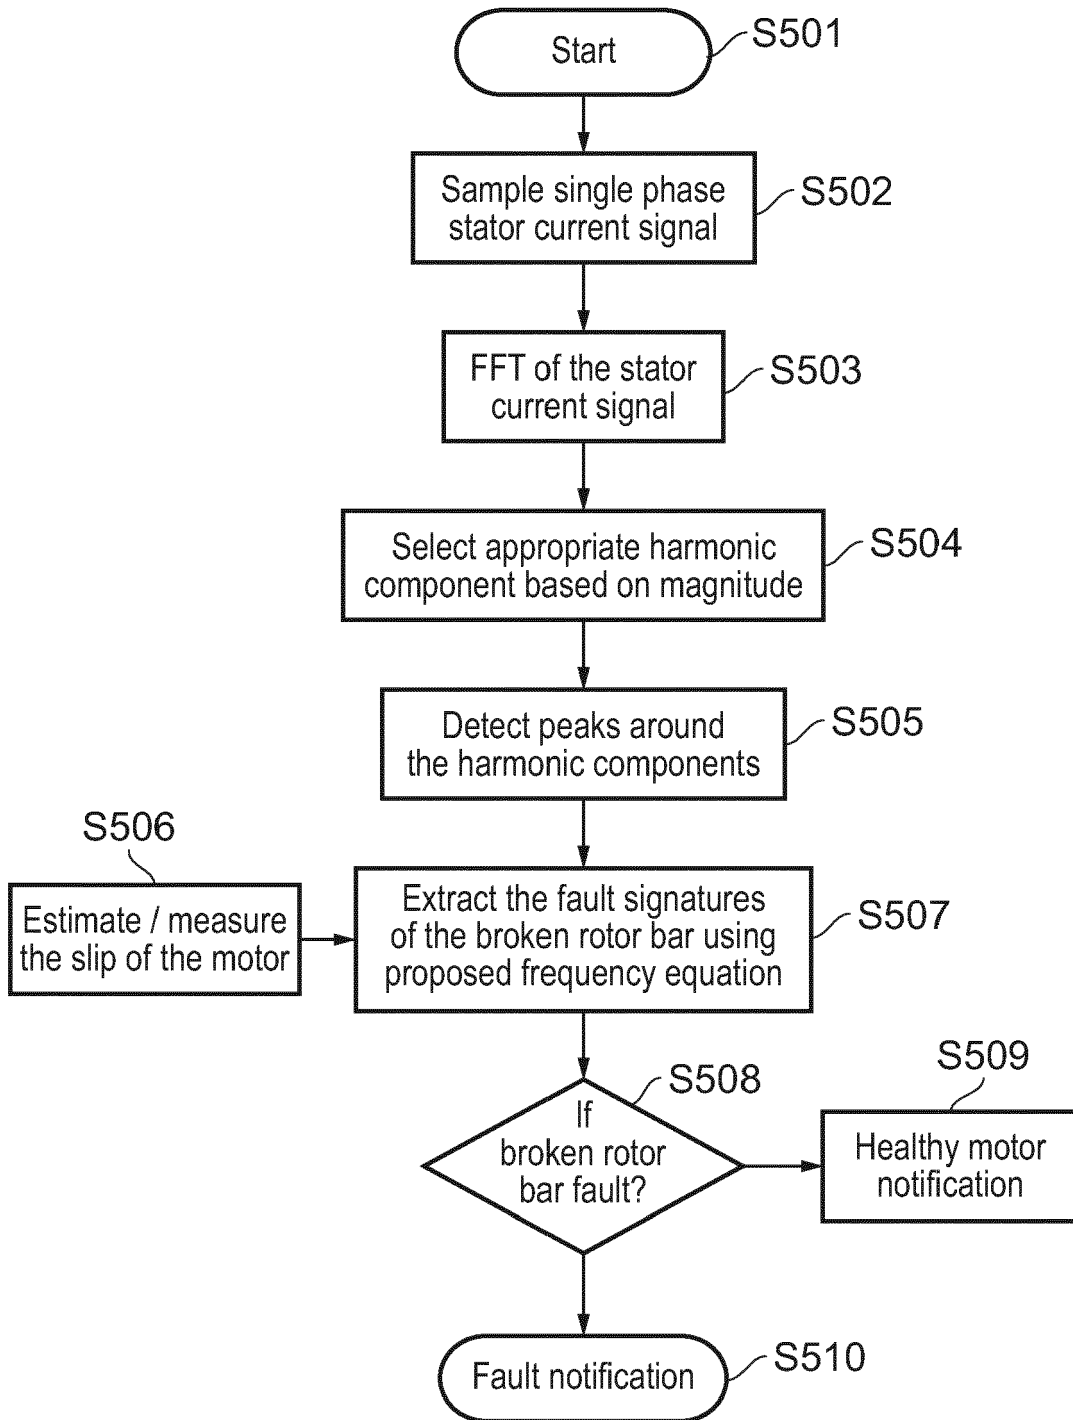 Start
S501
Sample single phase
stator current signal
S502
FFT of the stator
current signal
S503
Select appropriate harmonic
component based on magnitude
S504
Detect peaks around
the harmonic components
S505
S506
Estimate / measure
the slip of the motor
Extract the fault signatures
of the broken rotor bar using
proposed frequency equation
S507
If
broken rotor
bar fault?
S508
S509
Healthy motor
notification
Fault notification
S510